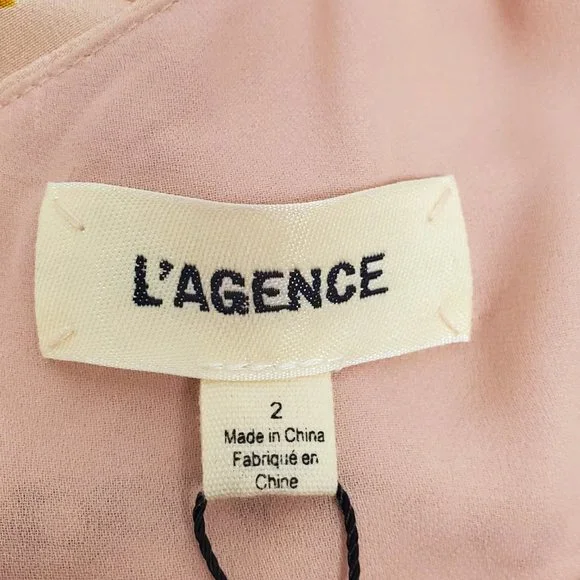 L'AGENCE
2
Made in China
Fabriqué en
Chine